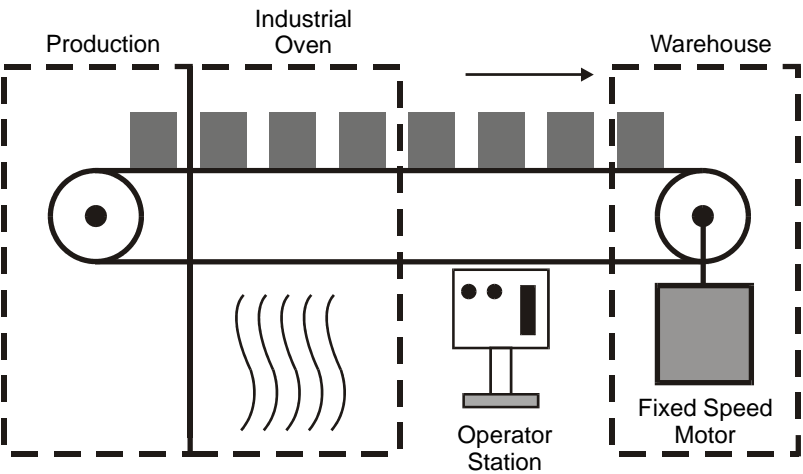 Production
Industrial
Oven
Warehouse
Operator
Station
Fixed Speed
Motor